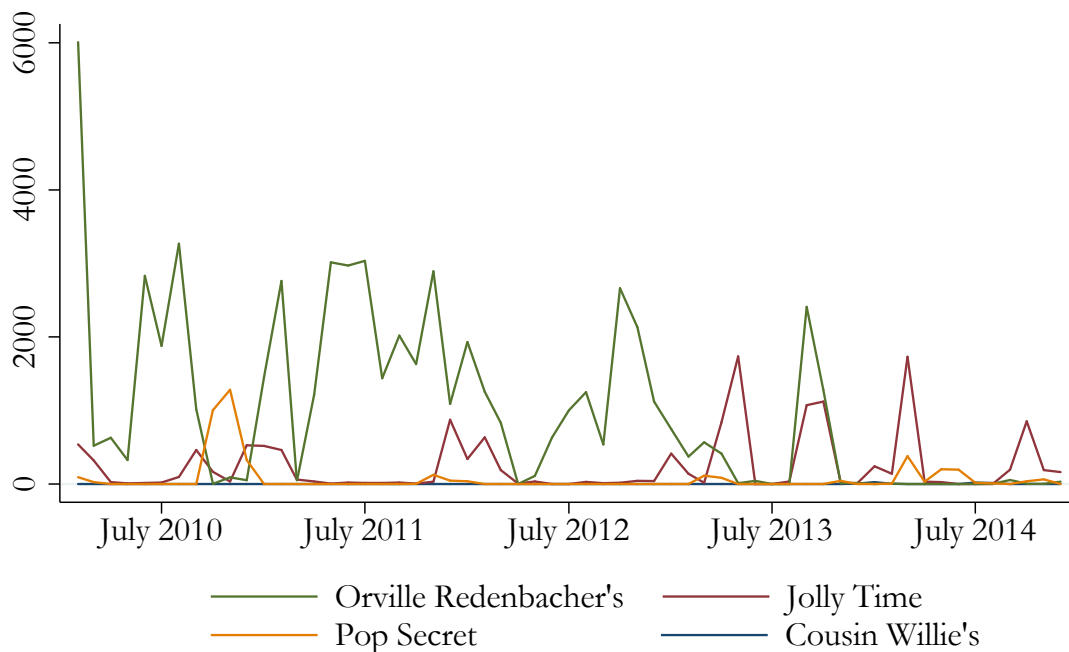 6000
4000
2000
0
July 2010 July 2011 July 2012 July 2013 July 2014
Orville Redenbacher's Jolly Time
Pop Secret Cousin Willie's